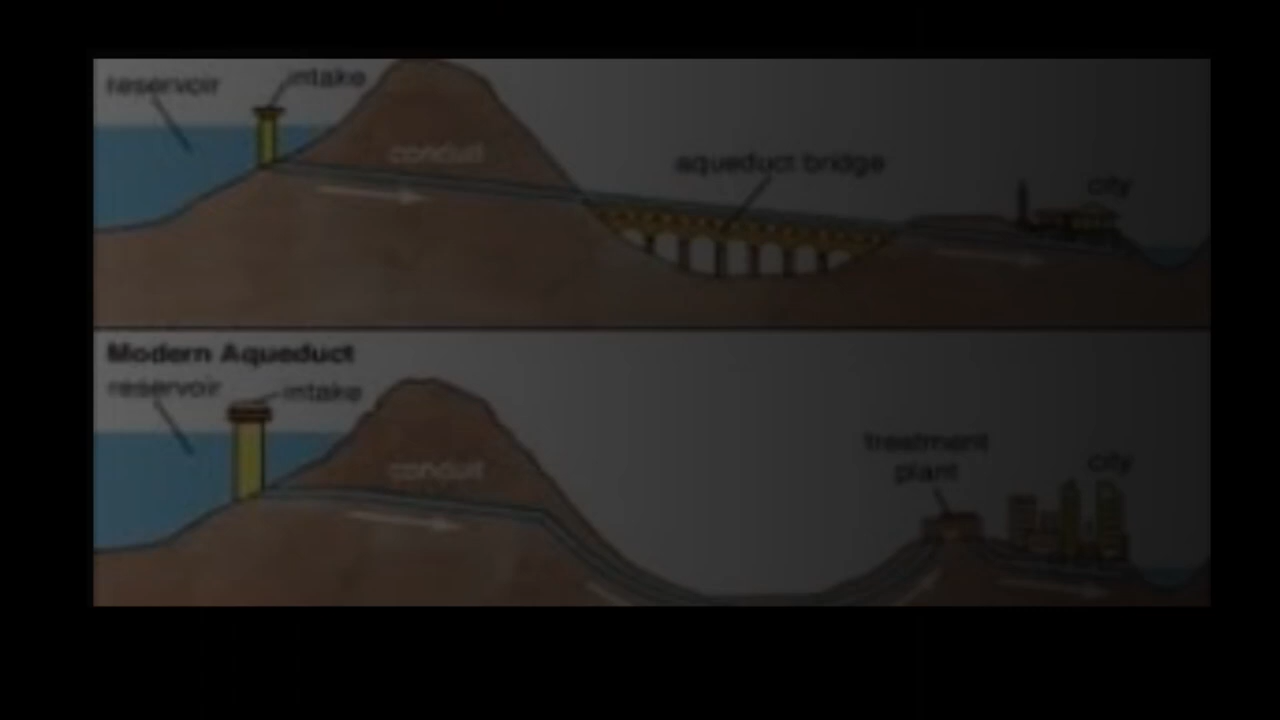 reservoir
intake
conduit
aqueduct bridge
city
Modern Aqueduct
reservoir
intake
conduit
treatment
plant
city